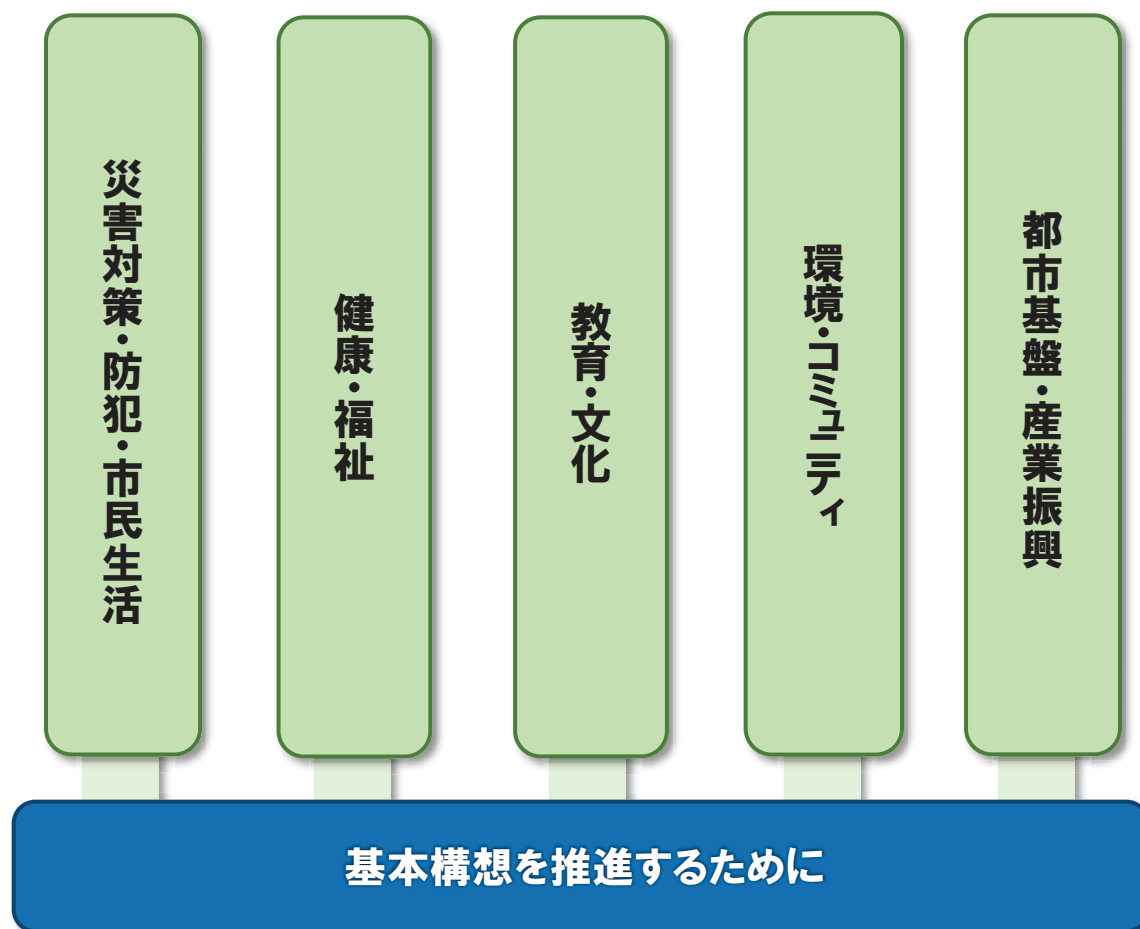 災害対策・防犯・市民生活
健康・福祉
教育・文化
環境・コミュニティ
都市基盤・産業振興
基本構想を推進するために